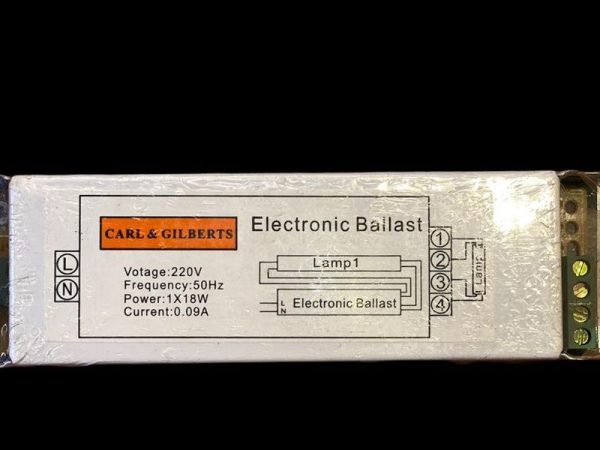 CARL & GILBERTS
Electronic Ballast
Votage:220V
Frequency:50Hz
Power:1X18W
Current:0.09A
L
N
Lamp1
L
N
Electronic Ballast
1
2
3
4
Lamp